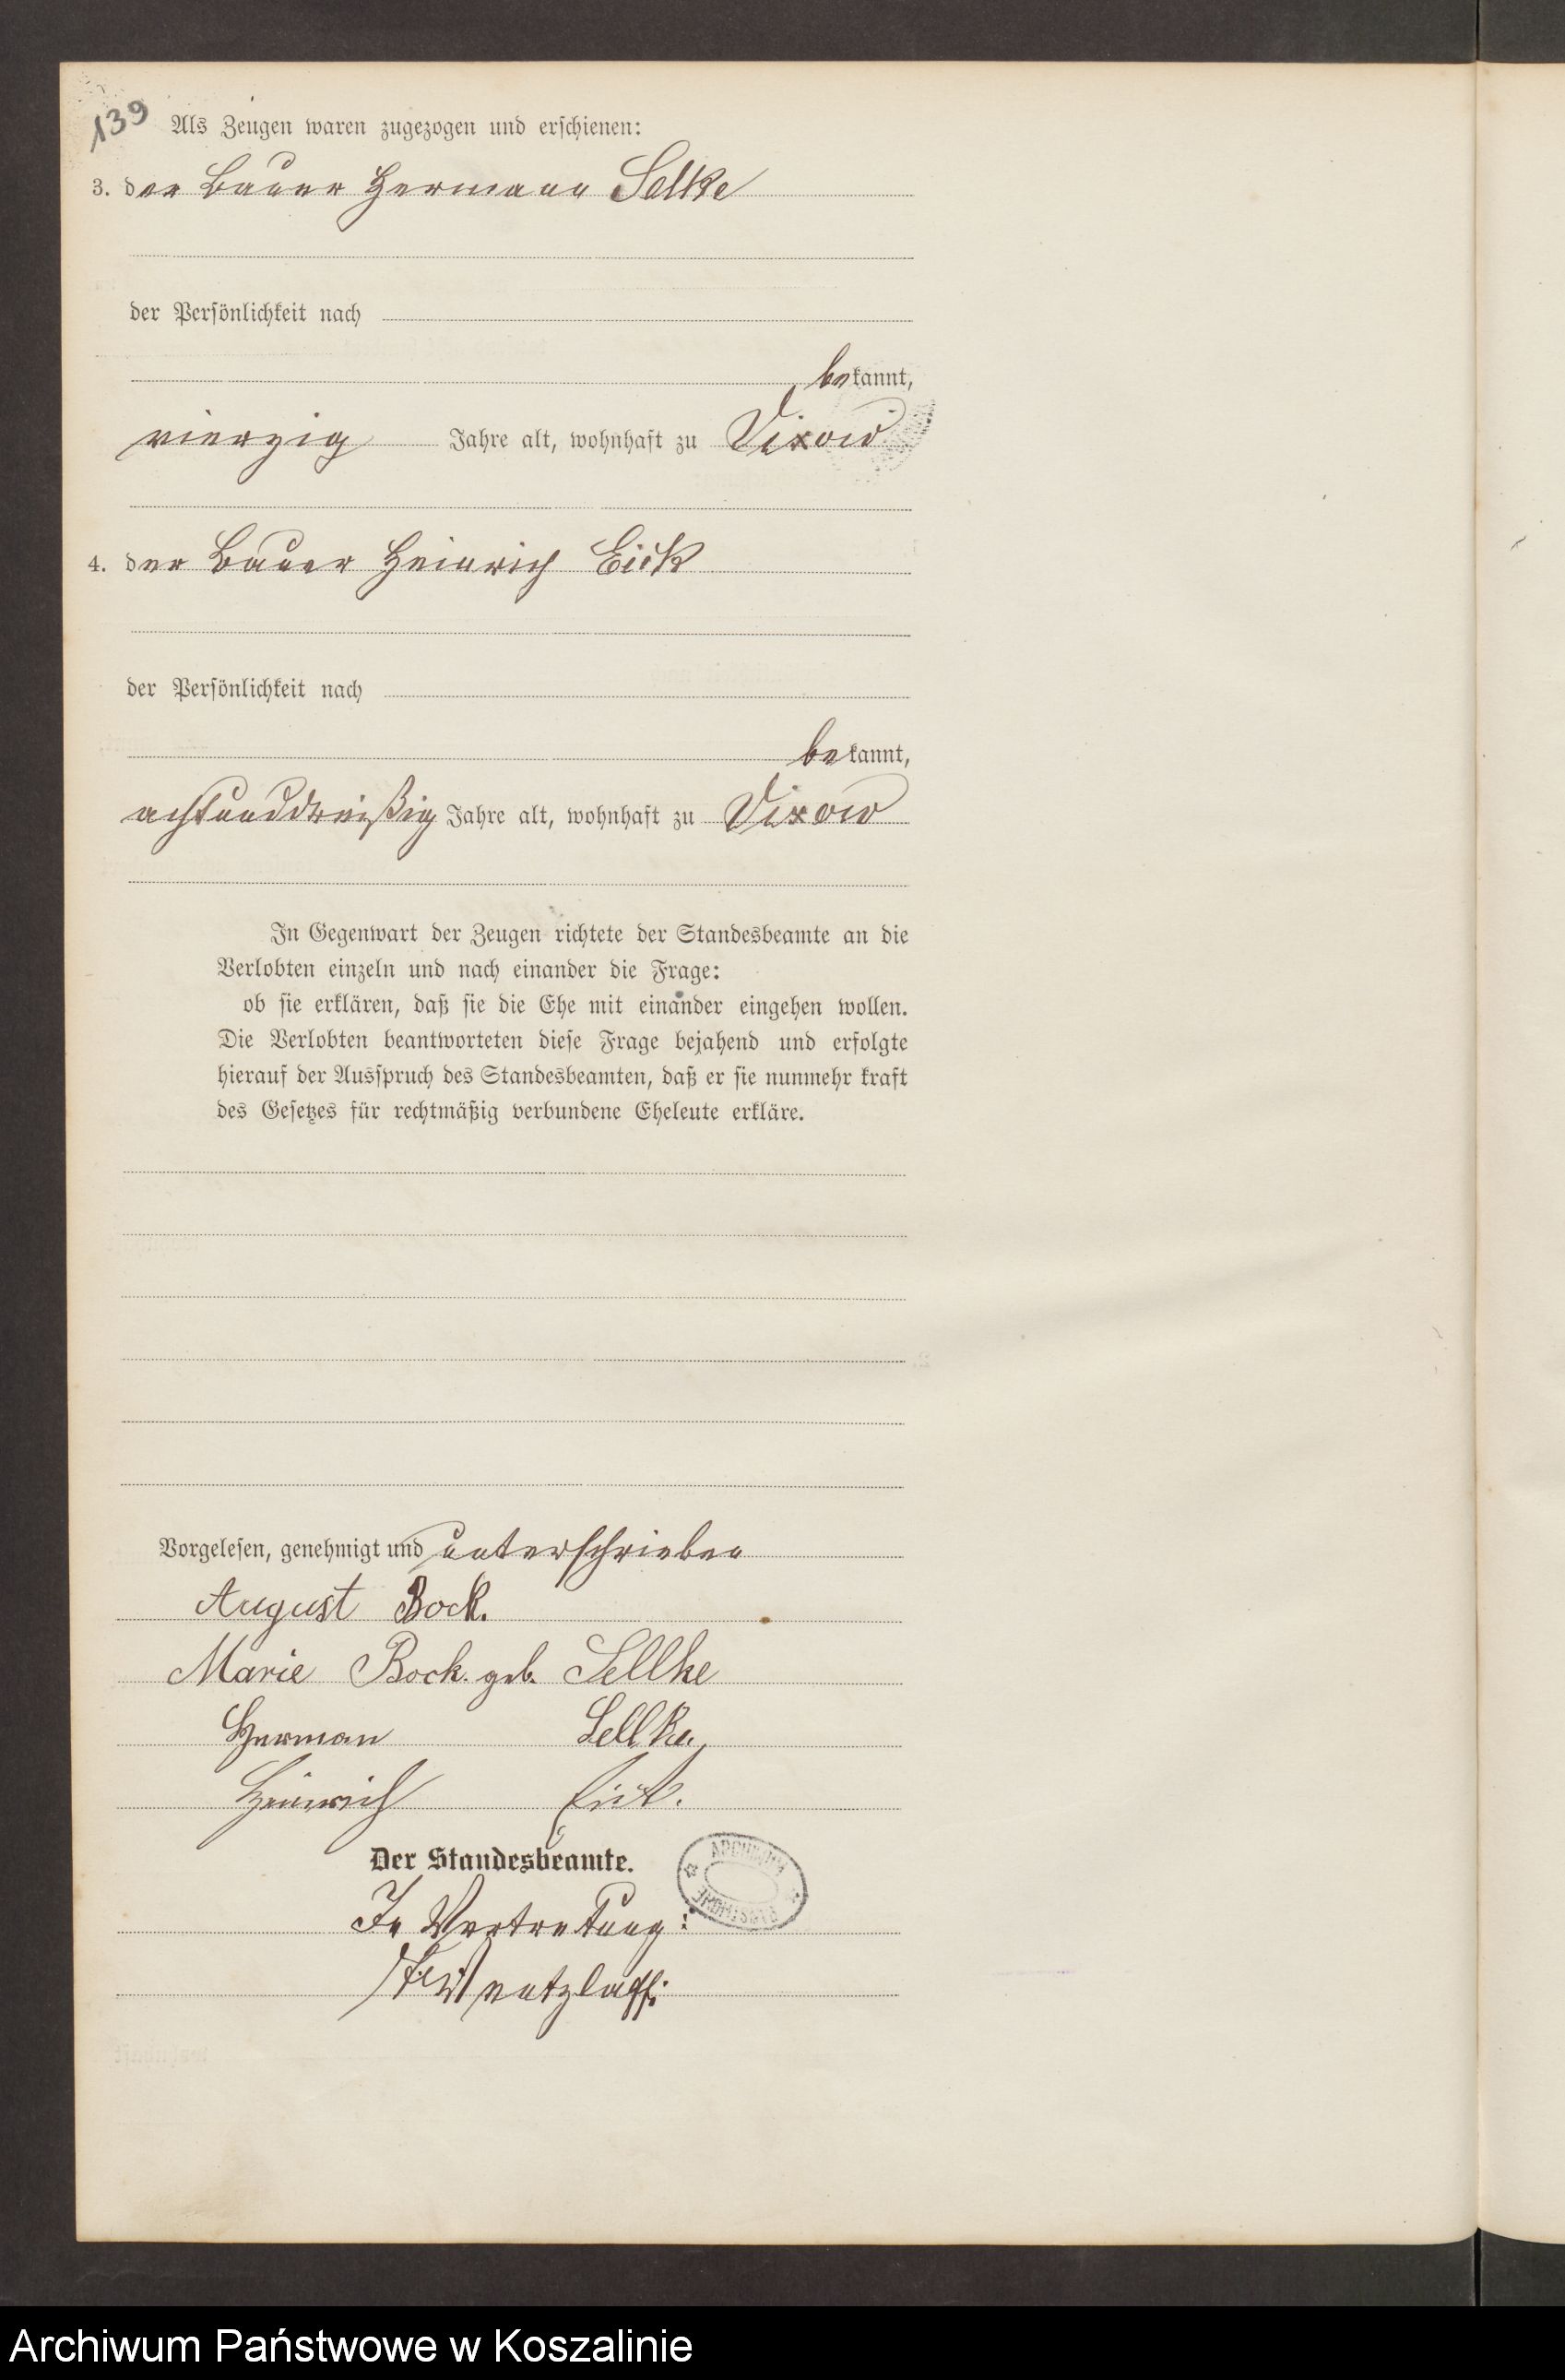 139 Als Zeugen waren zugezogen und erschienen:
3. der Bauer Hermann Selke
der Persönlichkeit nach
bekannt,
vierzig Jahre alt, wohnhaft zu Vixow
4. der Bauer Heinrich Eick
der Persönlichkeit nach
bekannt,
achtunddreißig Jahre alt, wohnhaft zu Vixow
In Gegenwart der Zeugen richtete der Standesbeamte an die
Verlobten einzeln und nach einander die Frage:
ob sie erklären, daß sie die Ehe mit einander eingehen wollen.
Die Verlobten beantworteten diese Frage bejahend und erfolgte
hierauf der Ausspruch des Standesbeamten, daß er sie nunmehr kraft
des Gesetzes für rechtmäßig verbundene Eheleute erkläre.
Vorgelesen, genehmigt und unterschrieben
August Bock.
Marie Bock. geb. Sellke
Herman Sellke.
Heinrich Eick.
Der Standesbeamte.
In Vertretung:
Wentzlaff.
Archiwum Państwowe w Koszalinie